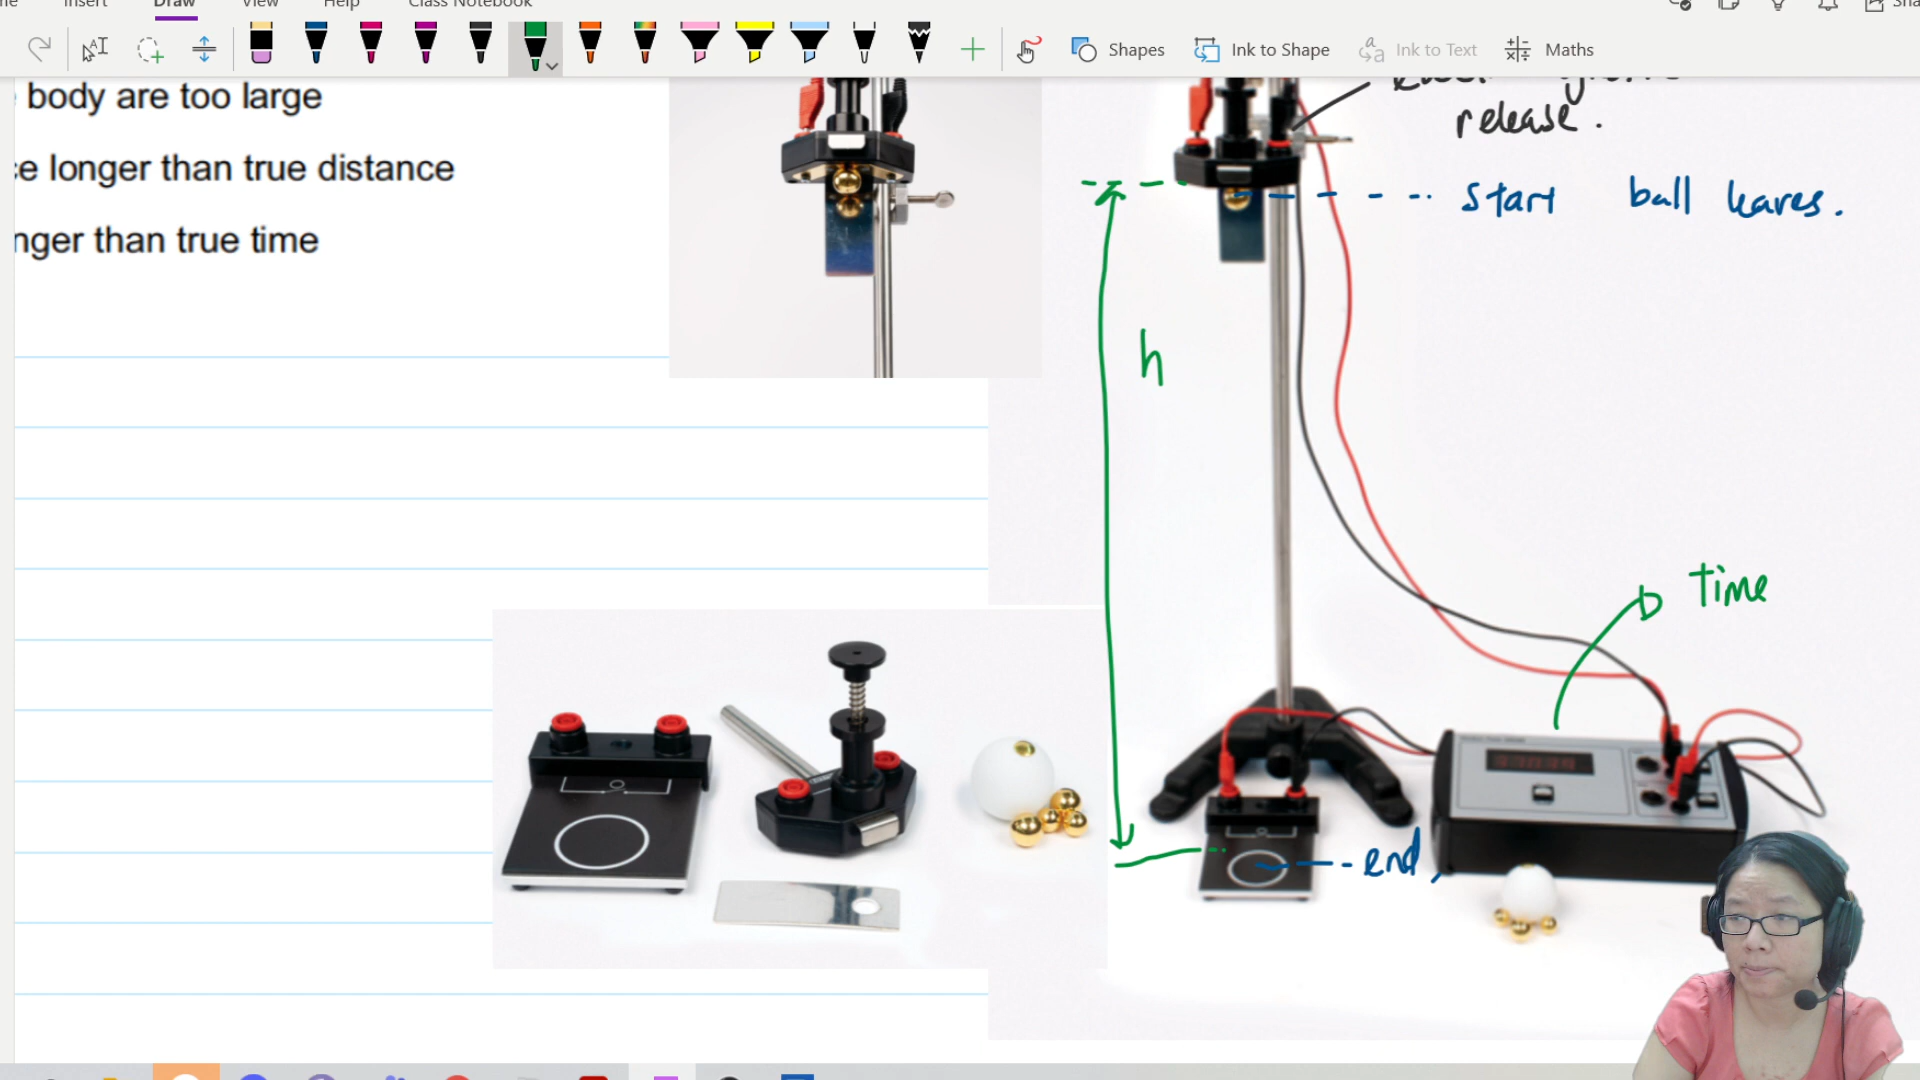 Insert Draw View Help Class Notebook
Shapes Ink to Shape Ink to Text Maths
body are too large
longer than true distance
than true time
release.
start ball leaves.
h
time
end,